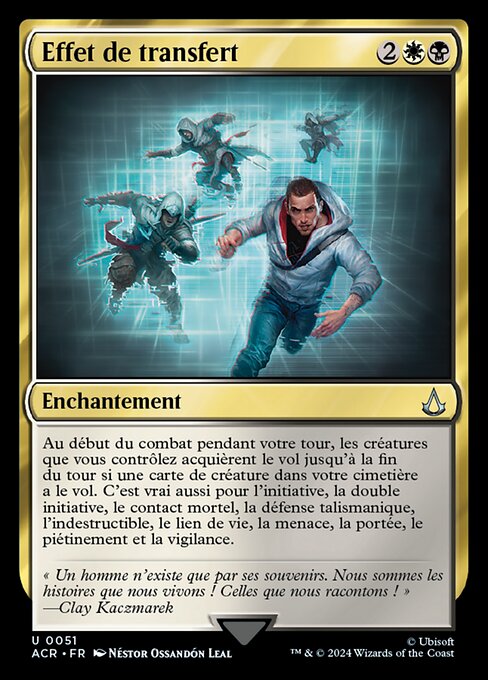 Effet de transfert 2
Enchantement
Au début du combat pendant votre tour, les créatures
que vous contrôlez acquièrent le vol jusqu'à la fin
du tour si une carte de créature dans votre cimetière
a le vol. C'est vrai aussi pour l'initiative, la double
initiative, le contact mortel, la défense talismanique,
l'indestructible, le lien de vie, la menace, la portée, le
piétinement et la vigilance.
« Un homme n'existe que par ses souvenirs. Nous sommes les
histoires que nous vivons ! Celles que nous racontons ! »
—Clay Kaczmarek
U 0051
ACR • FR Néstor Ossandón Leal
© Ubisoft
™ & © 2024 Wizards of the Coast